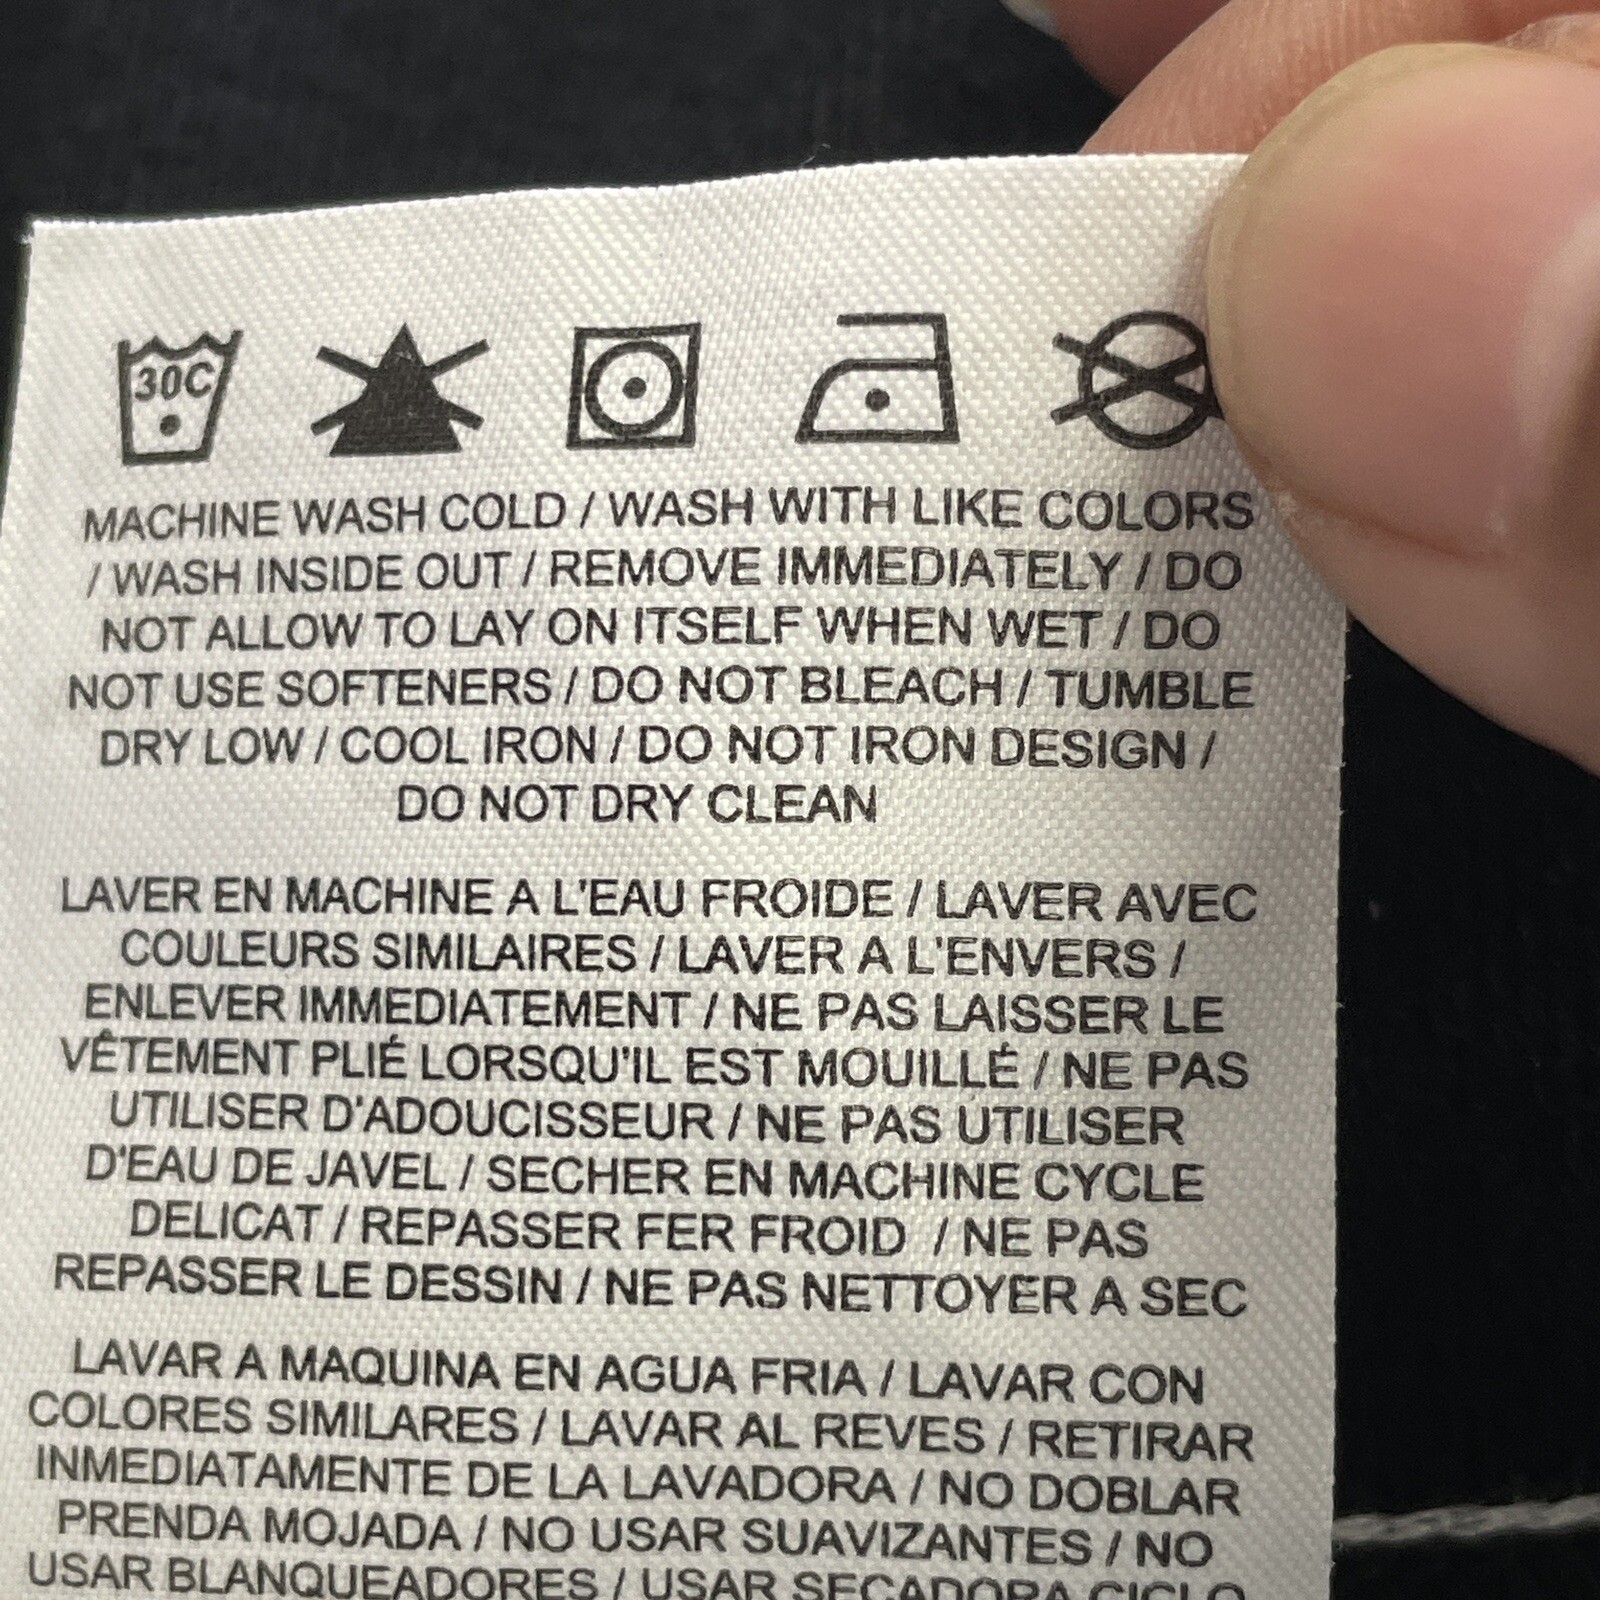 30C
MACHINE WASH COLD / WASH WITH LIKE COLORS
/ WASH INSIDE OUT / REMOVE IMMEDIATELY / DO
NOT ALLOW TO LAY ON ITSELF WHEN WET / DO
NOT USE SOFTENERS / DO NOT BLEACH / TUMBLE
DRY LOW / COOL IRON / DO NOT IRON DESIGN /
DO NOT DRY CLEAN
LAVER EN MACHINE A L'EAU FROIDE / LAVER AVEC
COULEURS SIMILAIRES / LAVER A L'ENVERS /
ENLEVER IMMEDIATEMENT / NE PAS LAISSER LE
VÊTEMENT PLIÉ LORSQU'IL EST MOUILLÉ / NE PAS
UTILISER D'ADOUCISSEUR / NE PAS UTILISER
D'EAU DE JAVEL / SECHER EN MACHINE CYCLE
DELICAT / REPASSER FER FROID / NE PAS
REPASSER LE DESSIN / NE PAS NETTOYER A SEC
LAVAR A MAQUINA EN AGUA FRIA / LAVAR CON
COLORES SIMILARES / LAVAR AL REVES / RETIRAR
INMEDIATAMENTE DE LA LAVADORA / NO DOBLAR
PRENDA MOJADA / NO USAR SUAVIZANTES / NO
USAR BLANQUEADORES / USAR SECADORA CICLO